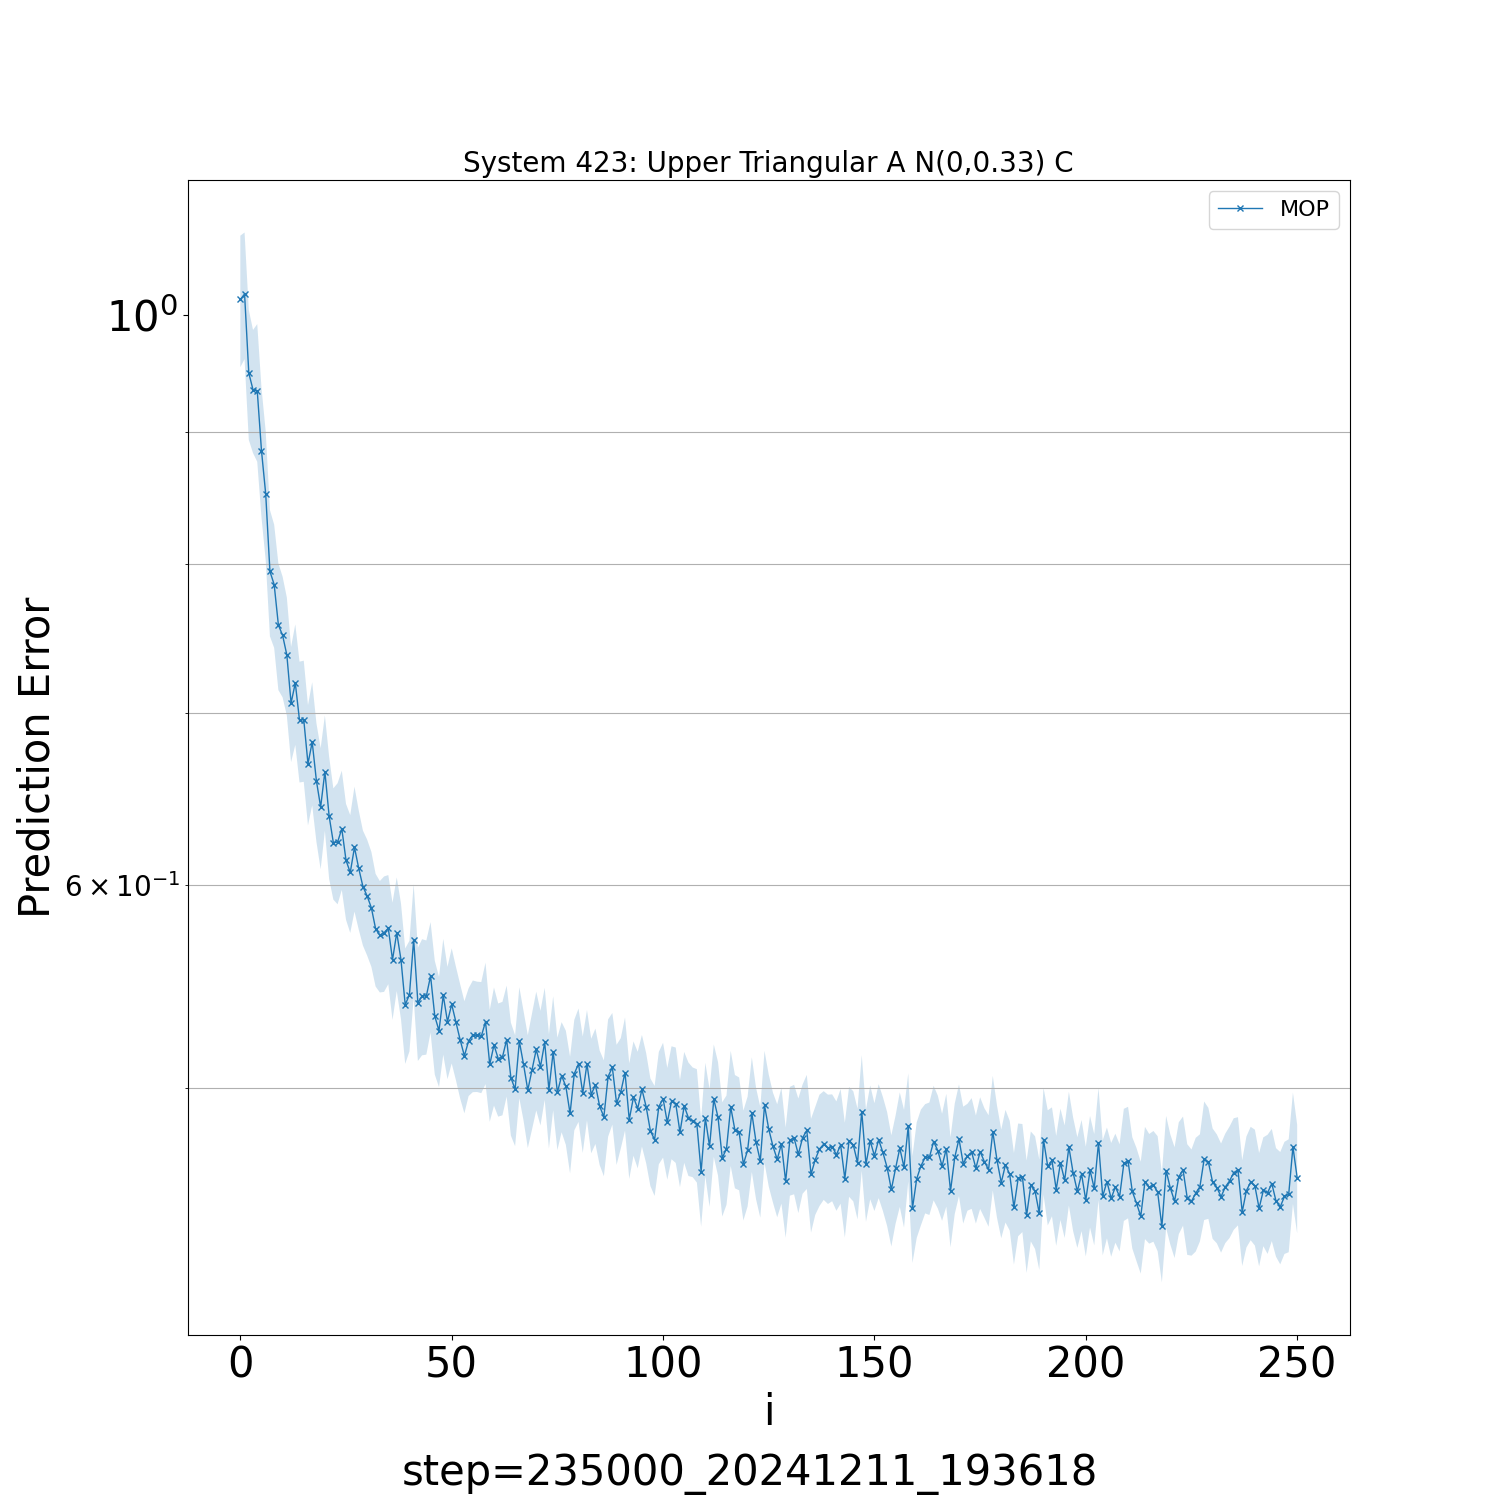 System 423: Upper Triangular A N(0,0.33) C
MOP
10⁰
6 × 10⁻¹
Prediction Error
0 50 100 150 200 250
i
step=235000_20241211_193618